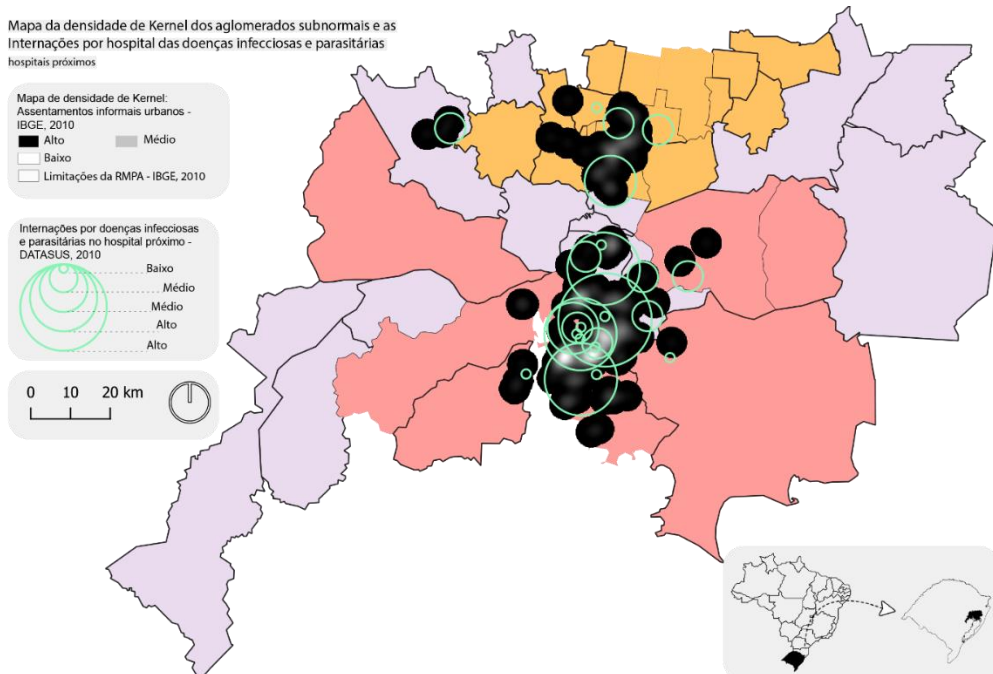 Mapa da densidade de Kernel dos aglomerados subnormais e as
Internações por hospital das doenças infecciosas e parasitárias
hospitais próximos
Mapa de densidade de Kernel:
Assentamentos informais urbanos -
IBGE, 2010
Alto Médio
Baixo
Limitações da RMPA - IBGE, 2010
Internações por doenças infecciosas
e parasitárias no hospital próximo -
DATASUS, 2010
Baixo
Médio
Médio
Alto
Alto
0 10 20 km